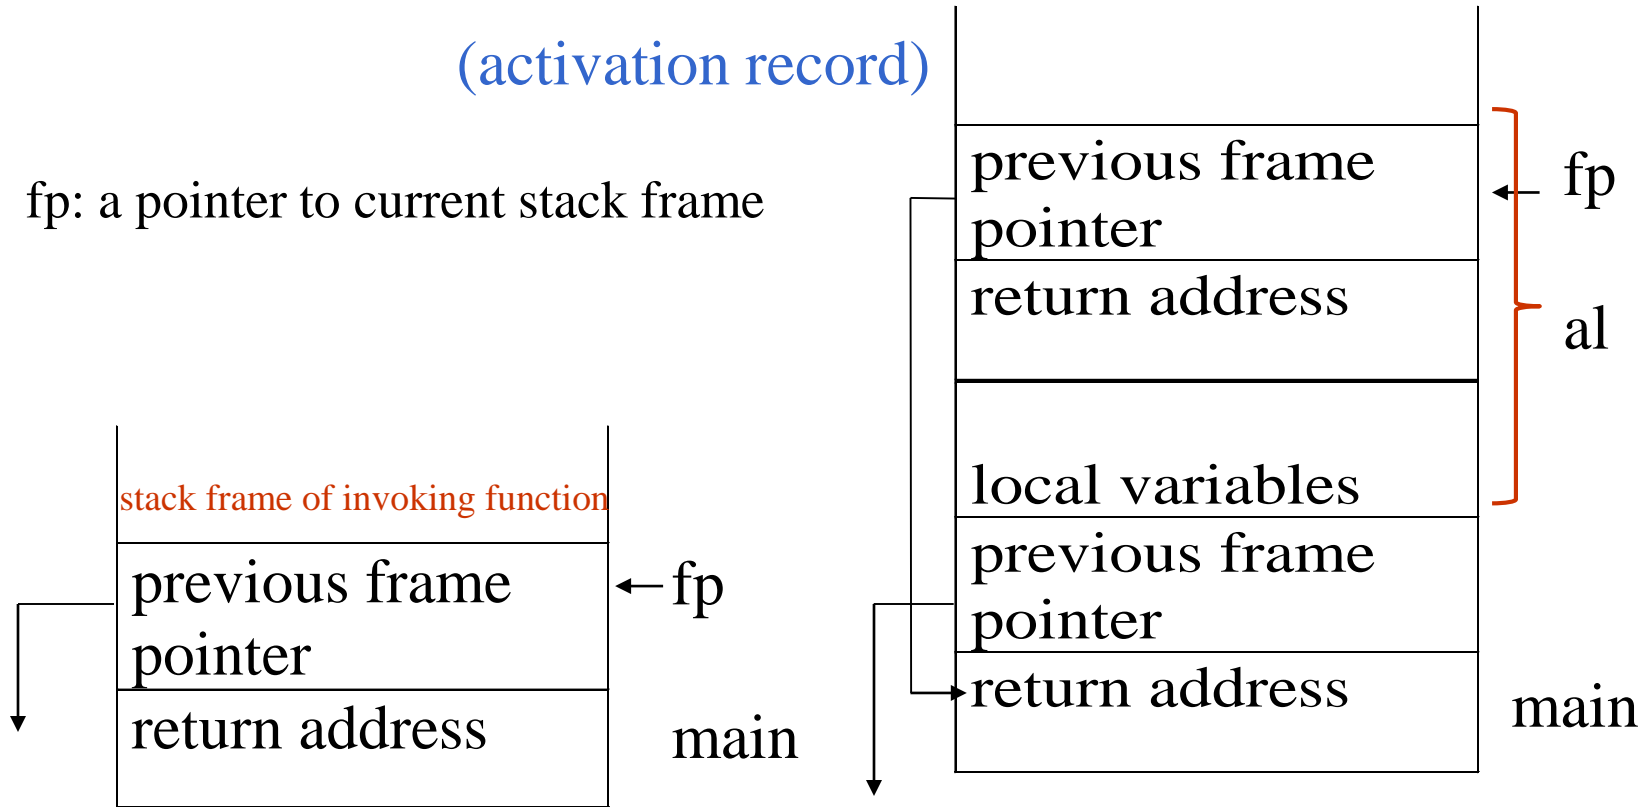 (activation record)
fp: a pointer to current stack frame
stack frame of invoking function
previous frame
pointer
fp
return address
main
previous frame
pointer
fp
return address
al
local variables
previous frame
pointer
return address
main